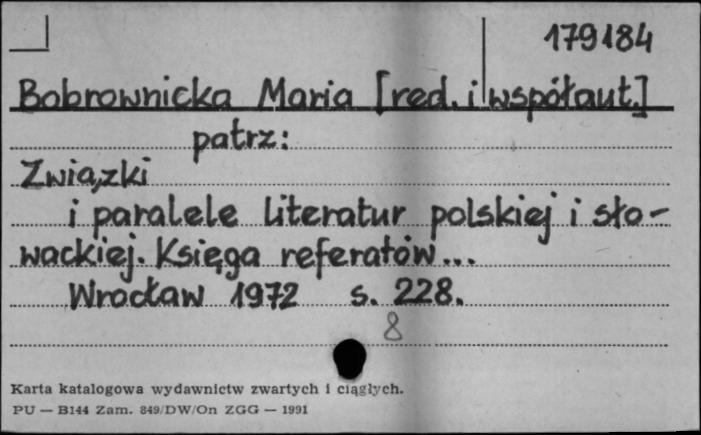 179184
Bobrownicka Maria [red. i współaut.]
patrz:
Związki
i paralele literatur polskiej i sło-
wackiej. Księga referatów...
Wrocław 1972 s. 228.
8
Karta katalogowa wydawnictw zwartych i ciągłych.
PU — B144 Zam. 849/DW/On ZGG — 1991